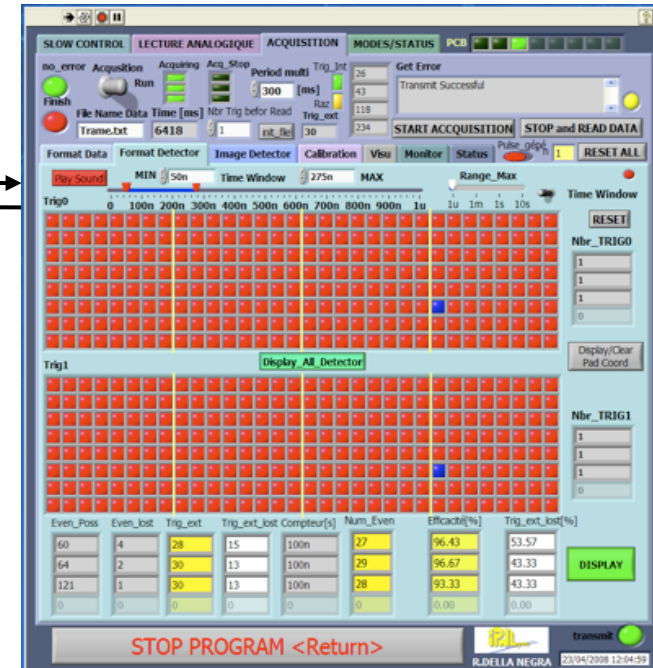 SLOW CONTROL LECTURE ANALOGIQUE ACQUISITION MODES/STATUS PCB
no_error Acqusition Acquiring Acq_Stop Period multi Trig_Int 26 Get Error
Run 300 [ms] 43 Transmit Successful
Finish Raz 118
File Name Data Time [ms] Nbr Trig befor Read Trig_ext
Trame.txt 6418 1 init_fiel 30 234 START ACCQUISITION STOP and READ DATA
Format Data Format Detector Image Detector Calibration Visu Monitor Status Pulse_gépé_n 1 RESET ALL
Play Sound MIN 50n Time Window 275n MAX Range_Max
Trig0 0 100n 200n 300n 400n 500n 600n 700n 800n 900n 1u 1u 1m 1s 10s Time Window
RESET
Nbr_TRIG0
1
1
1
0
Display/Clear
Pad Coord
Trig1 Display_All_Detector
Nbr_TRIG1
1
1
1
0
Even_Poss Even_lost Trig_ext Trig_ext_lost Compteur[s] Num_Even Efficacité[%] Trig_ext_lost[%]
60 4 28 15 100n 27 96.43 53.57
64 2 30 13 100n 29 96.67 43.33 DISPLAY
121 1 30 13 100n 28 93.33 43.33
0 0 0 0 0 0 0.00 0.00
STOP PROGRAM <Return> transmit
R.DELLA NEGRA 23/04/2008 12:04:59